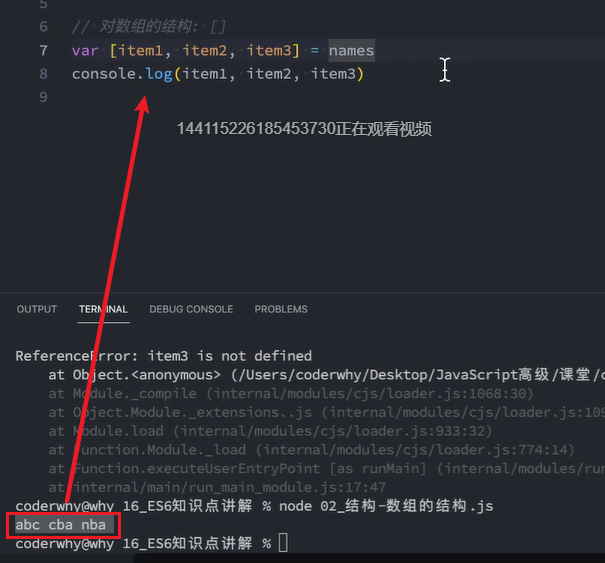 5
6 // 对数组的结构: []
7 var [item1, item2, item3] = names
8 console.log(item1, item2, item3)
9
144115226185453730正在观看视频
OUTPUT TERMINAL DEBUG CONSOLE PROBLEMS
ReferenceError: item3 is not defined
at Object.<anonymous> (/Users/coderwhy/Desktop/JavaScript高级/课堂/c
at Module._compile (internal/modules/cjs/loader.js:1068:30)
at Object.Module._extensions..js (internal/modules/cjs/loader.js:109
at Module.load (internal/modules/cjs/loader.js:933:32)
at Function.Module._load (internal/modules/cjs/loader.js:774:14)
at Function.executeUserEntryPoint [as runMain] (internal/modules/run
at internal/main/run_main_module.js:17:47
coderwhy@why 16_ES6知识点讲解 % node 02_结构-数组的结构.js
abc cba nba
coderwhy@why 16_ES6知识点讲解 %